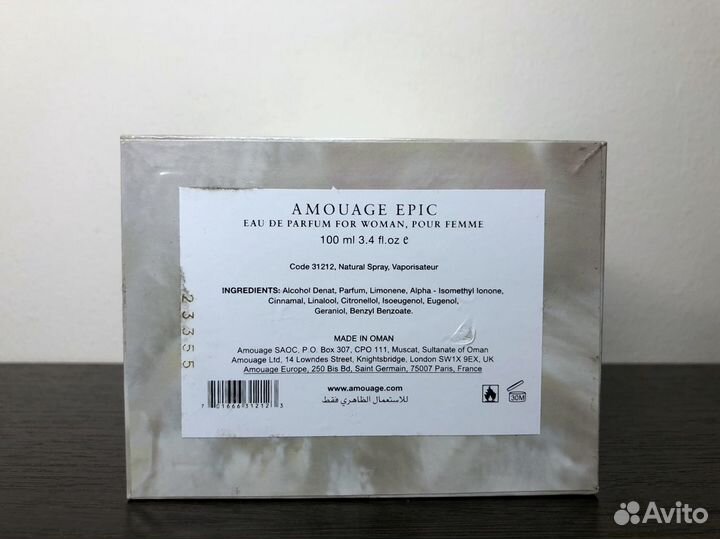 AMOUAGE EPIC
EAU DE PARFUM FOR WOMAN, POUR FEMME
100 ml 3.4 fl.oz ℮
Code 31212, Natural Spray, Vaporisateur
INGREDIENTS: Alcohol Denat, Parfum, Limonene, Alpha - Isomethyl Ionone,
Cinnamal, Linalool, Citronellol, Isoeugenol, Eugenol,
Geraniol, Benzyl Benzoate.
23355
MADE IN OMAN
Amouage SAOC, P.O. Box 307, CPO 111, Muscat, Sultanate of Oman
Amouage Ltd, 14 Lowndes Street, Knightsbridge, London SW1X 9EX, UK
Amouage Europe, 250 Bis Bd, Saint Germain, 75007 Paris, France
www.amouage.com
للاستعمال الظاهري فقط
7 01666 31212 3
30M
Avito